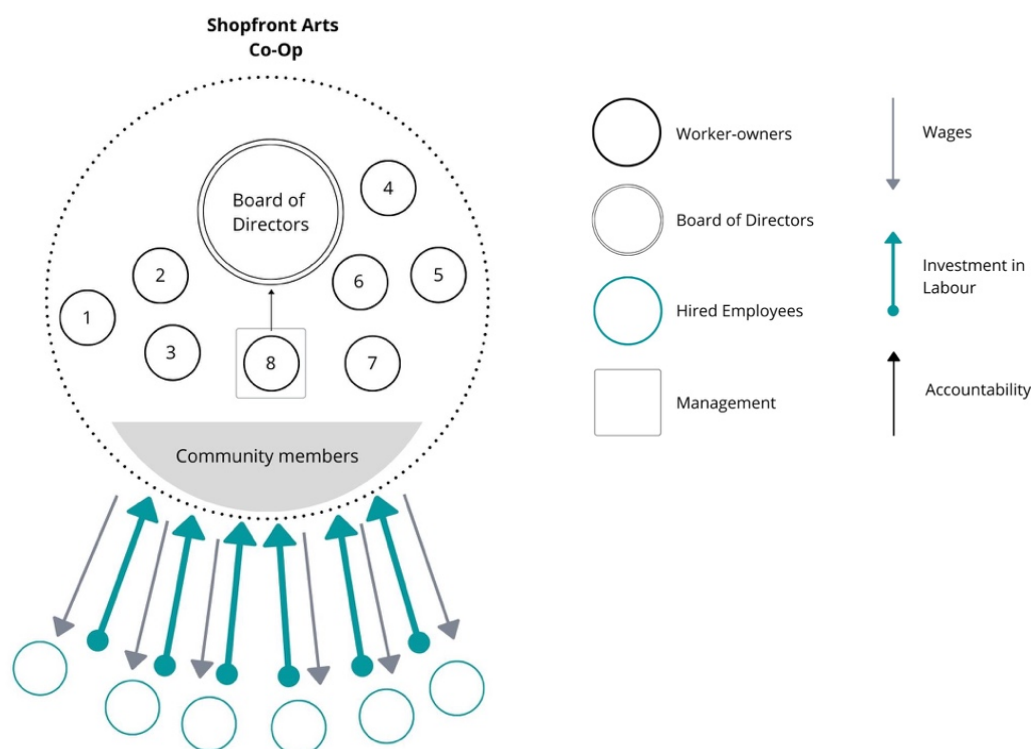 Shopfront Arts
Co-Op
Board of
Directors
4
2
6
5
1
3
8
7
Community members
Worker-owners
Board of Directors
Hired Employees
Management
Wages
Investment in
Labour
Accountability